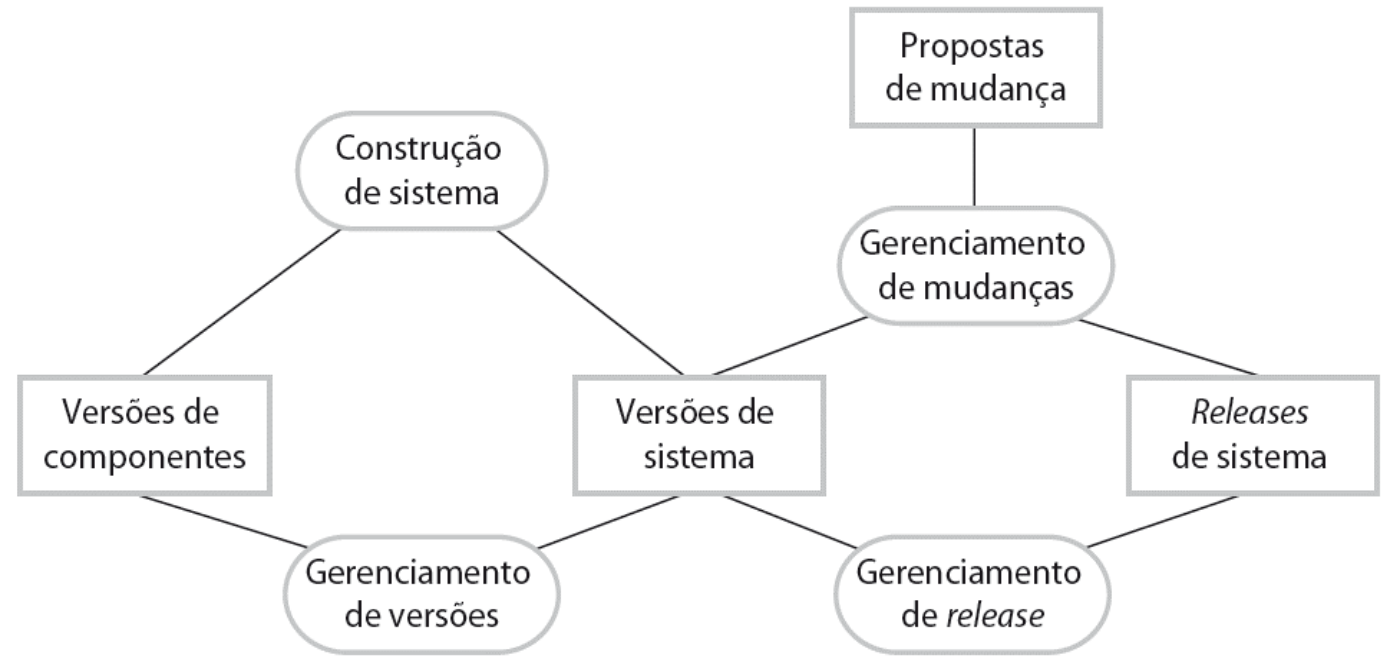 Propostas
de mudança
Construção
de sistema
Gerenciamento
de mudanças
Versões de
componentes
Versões de
sistema
Releases
de sistema
Gerenciamento
de versões
Gerenciamento
de release